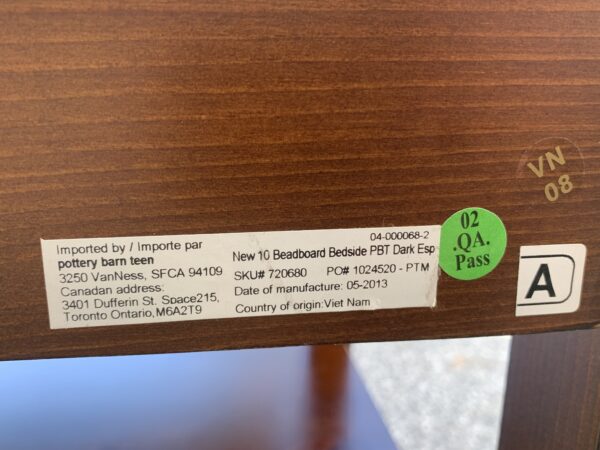 Imported by / Importe par
pottery barn teen
3250 VanNess, SFCA 94109
Canadian address:
3401 Dufferin St. Space215,
Toronto Ontario,M6A2T9
04-000068-2
New 10 Beadboard Bedside PBT Dark Esp
SKU# 720680 PO# 1024520 - PTM
Date of manufacture: 05-2013
Country of origin:Viet Nam
02
.QA.
Pass
VN
08
A